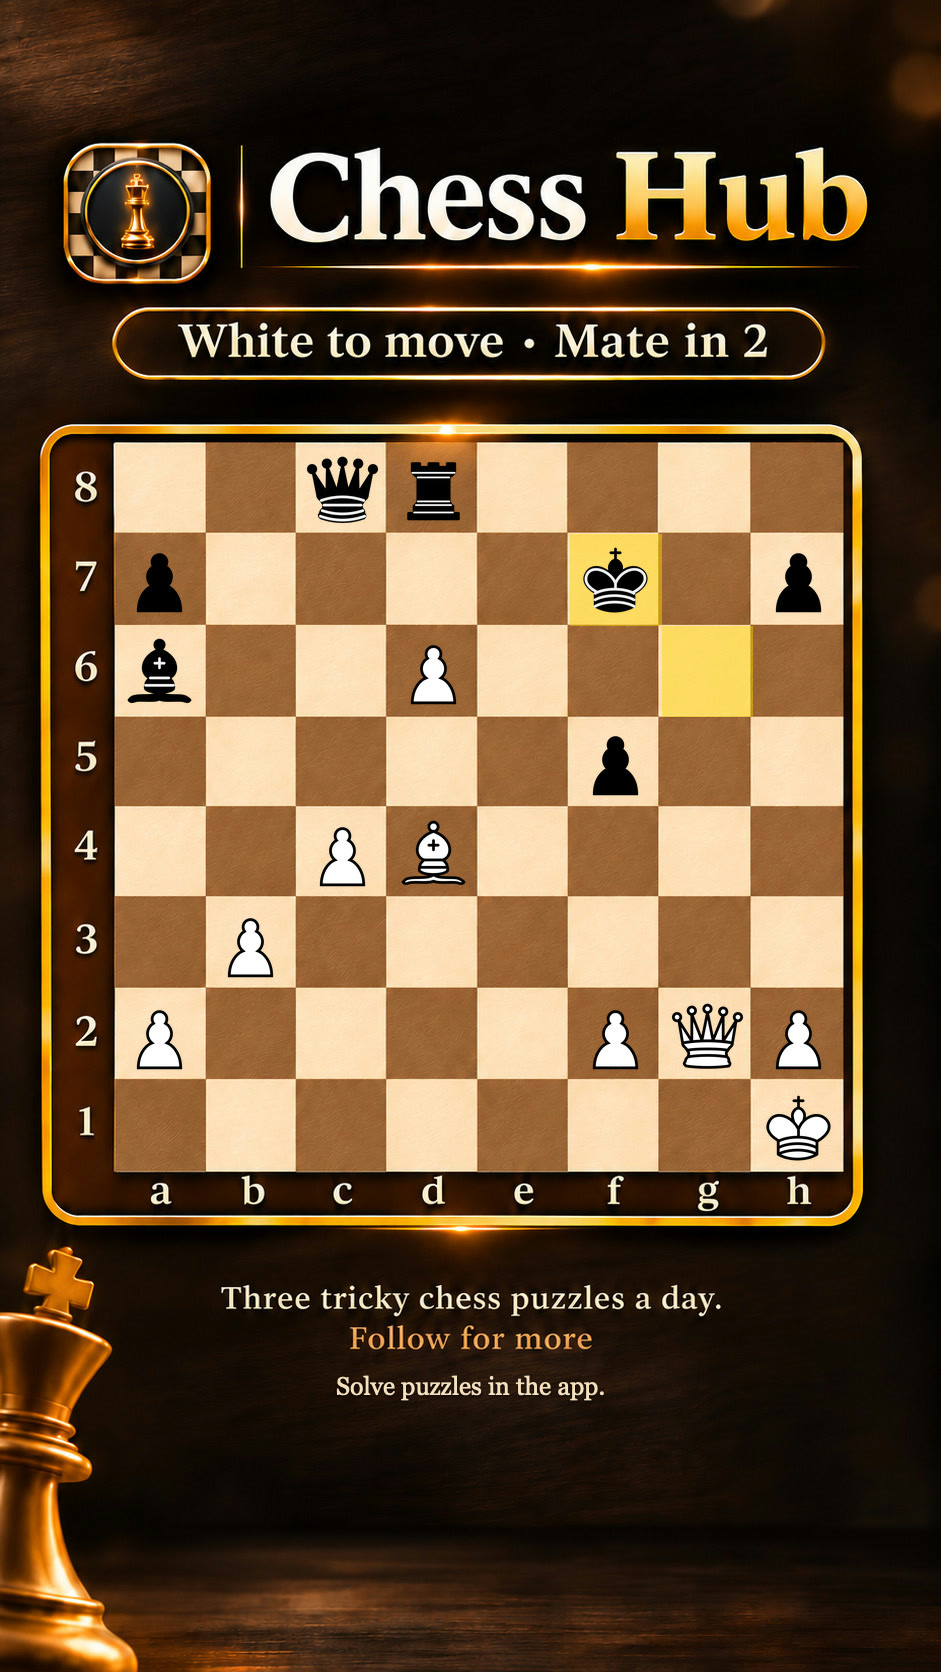 Chess Hub
White to move • Mate in 2
8
7
6
5
4
3
2
1
a b c d e f g h
Three tricky chess puzzles a day.
Follow for more
Solve puzzles in the app.